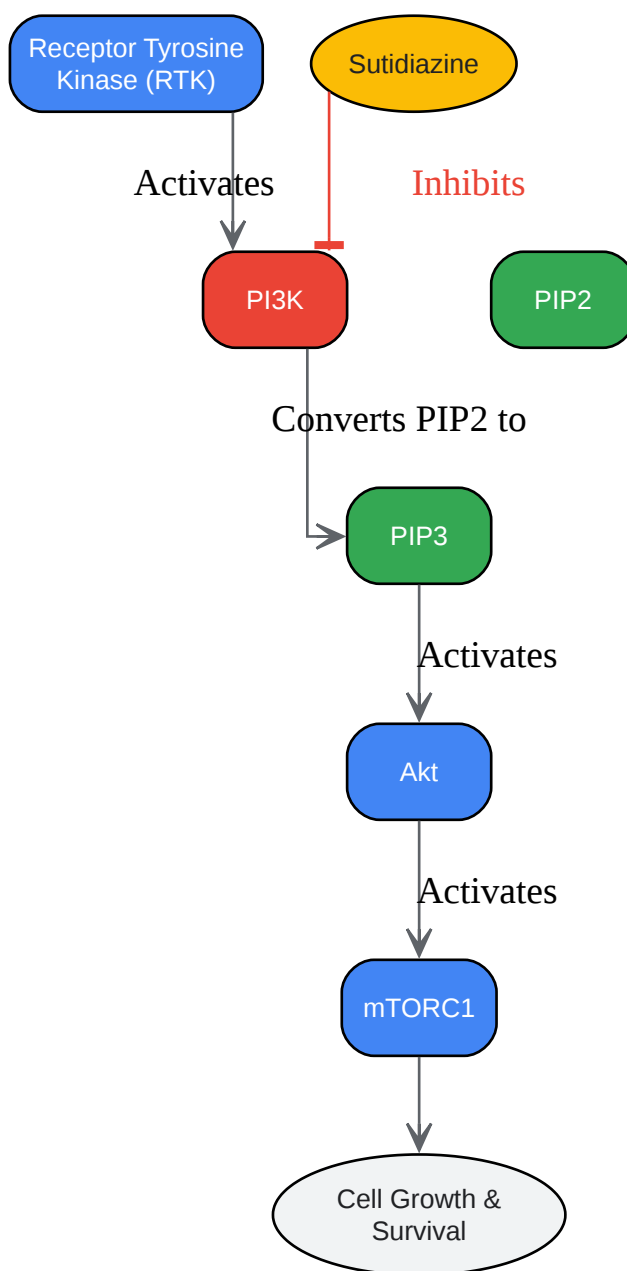 Receptor Tyrosine
Kinase (RTK)
Sutidiazine
Activates
Inhibits
PI3K
PIP2
Converts PIP2 to
PIP3
Activates
Akt
Activates
mTORC1
Cell Growth &
Survival